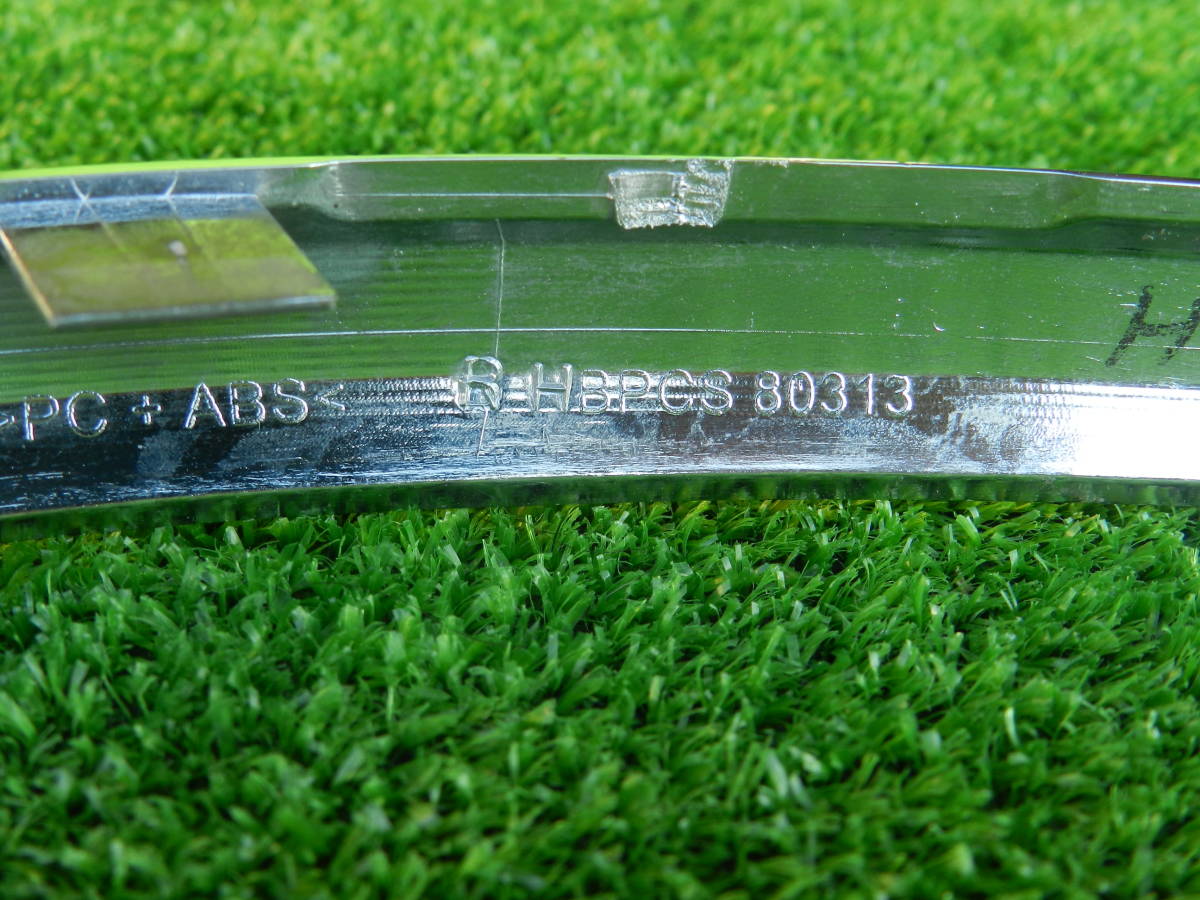 >PC + ABS< R HBPCS 80313
H